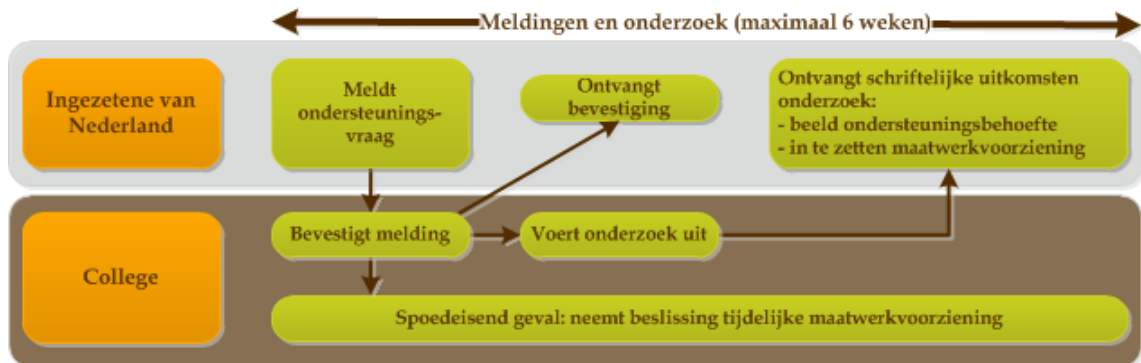 Meldingen en onderzoek (maximaal 6 weken)
Ingezetene van
Nederland
Meldt
ondersteunings-
vraag
Ontvangt
bevestiging
Ontvangt schriftelijke uitkomsten
onderzoek:
- beeld ondersteuningsbehoefte
- in te zetten maatwerkvoorziening
College
Bevestigt melding
Voert onderzoek uit
Spoedeisend geval: neemt beslissing tijdelijke maatwerkvoorziening